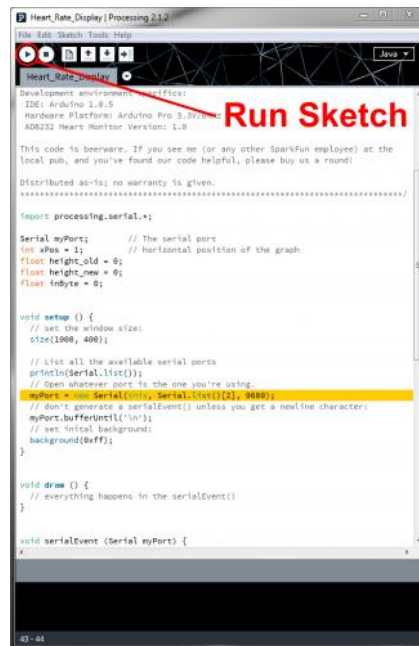 Heart_Rate_Display | Processing 2.1.2
File Edit Sketch Tools Help
Java
Heart_Rate_Display
Run Sketch
Development environment specifics:
IDE: Arduino 1.0.5
Hardware Platform: Arduino Pro 3.3V/8MHz
AD8232 Heart Monitor Version: 1.0
This code is beerware. If you see me (or any other SparkFun employee) at the
local pub, and you've found our code helpful, please buy us a round!
Distributed as-is; no warranty is given.
******************************************************************************/
import processing.serial.*;
Serial myPort; // The serial port
int xPos = 1; // horizontal position of the graph
float height_old = 0;
float height_new = 0;
float inByte = 0;
void setup () {
// set the window size:
size(1000, 400);
// List all the available serial ports
println(Serial.list());
// Open whatever port is the one you're using.
myPort = new Serial(this, Serial.list()[2], 9600);
// don't generate a serialEvent() unless you get a newline character:
myPort.bufferUntil('\n');
// set inital background:
background(0xff);
}
void draw () {
// everything happens in the serialEvent()
}
void serialEvent (Serial myPort) {
43 - 44